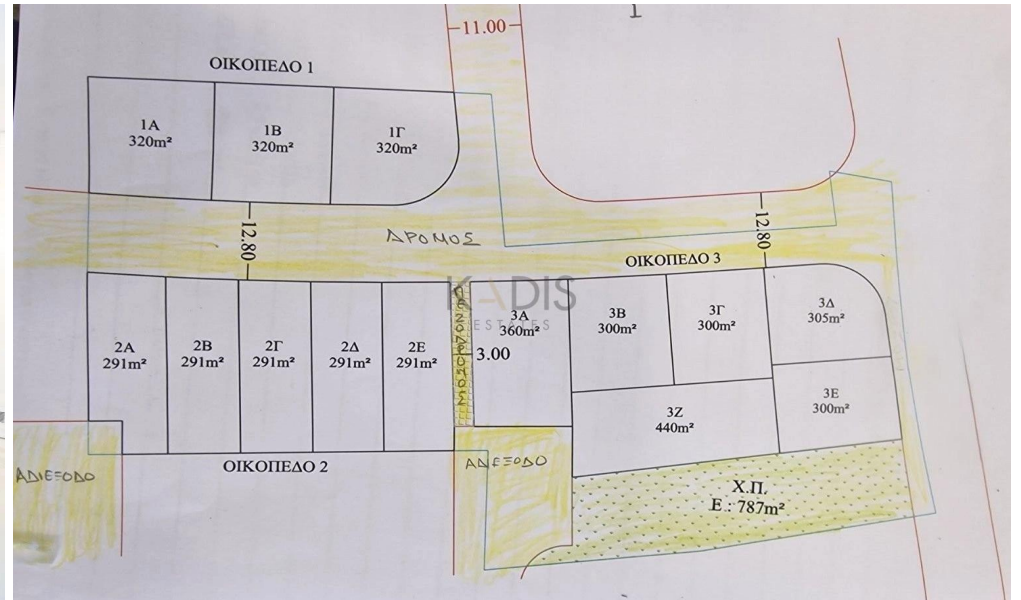 1
11.00
ΟΙΚΟΠΕΔΟ 1
1Α
320m²
1Β
320m²
1Γ
320m²
12.80
ΔΡΟΜΟΣ
12.80
ΟΙΚΟΠΕΔΟ 3
KADIS
ESTATES
2Α
291m²
2Β
291m²
2Γ
291m²
2Δ
291m²
2Ε
291m²
3.00
3Α
360m²
3Β
300m²
3Γ
300m²
3Δ
305m²
3Ε
300m²
3Ζ
440m²
ΑΔΙΕΞΟΔΟ
ΟΙΚΟΠΕΔΟ 2
Χ.Π.
Ε.: 787m²